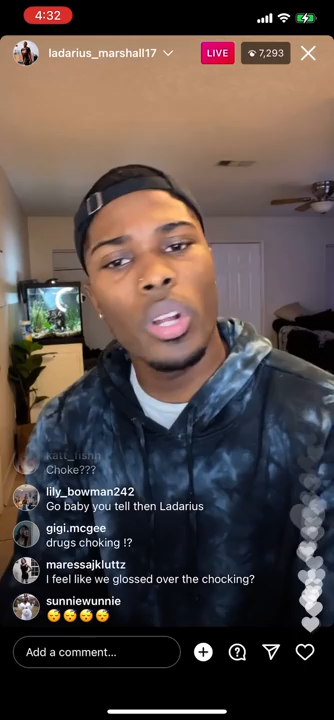 4:32
ladarius_marshall17
LIVE
7,293
katt_fishh
Choke???
lily_bowman242
Go baby you tell then Ladarius
gigi.mcgee
drugs choking !?
maressajkluttz
I feel like we glossed over the chocking?
sunniewunnie
😴😴😴😴
Add a comment...